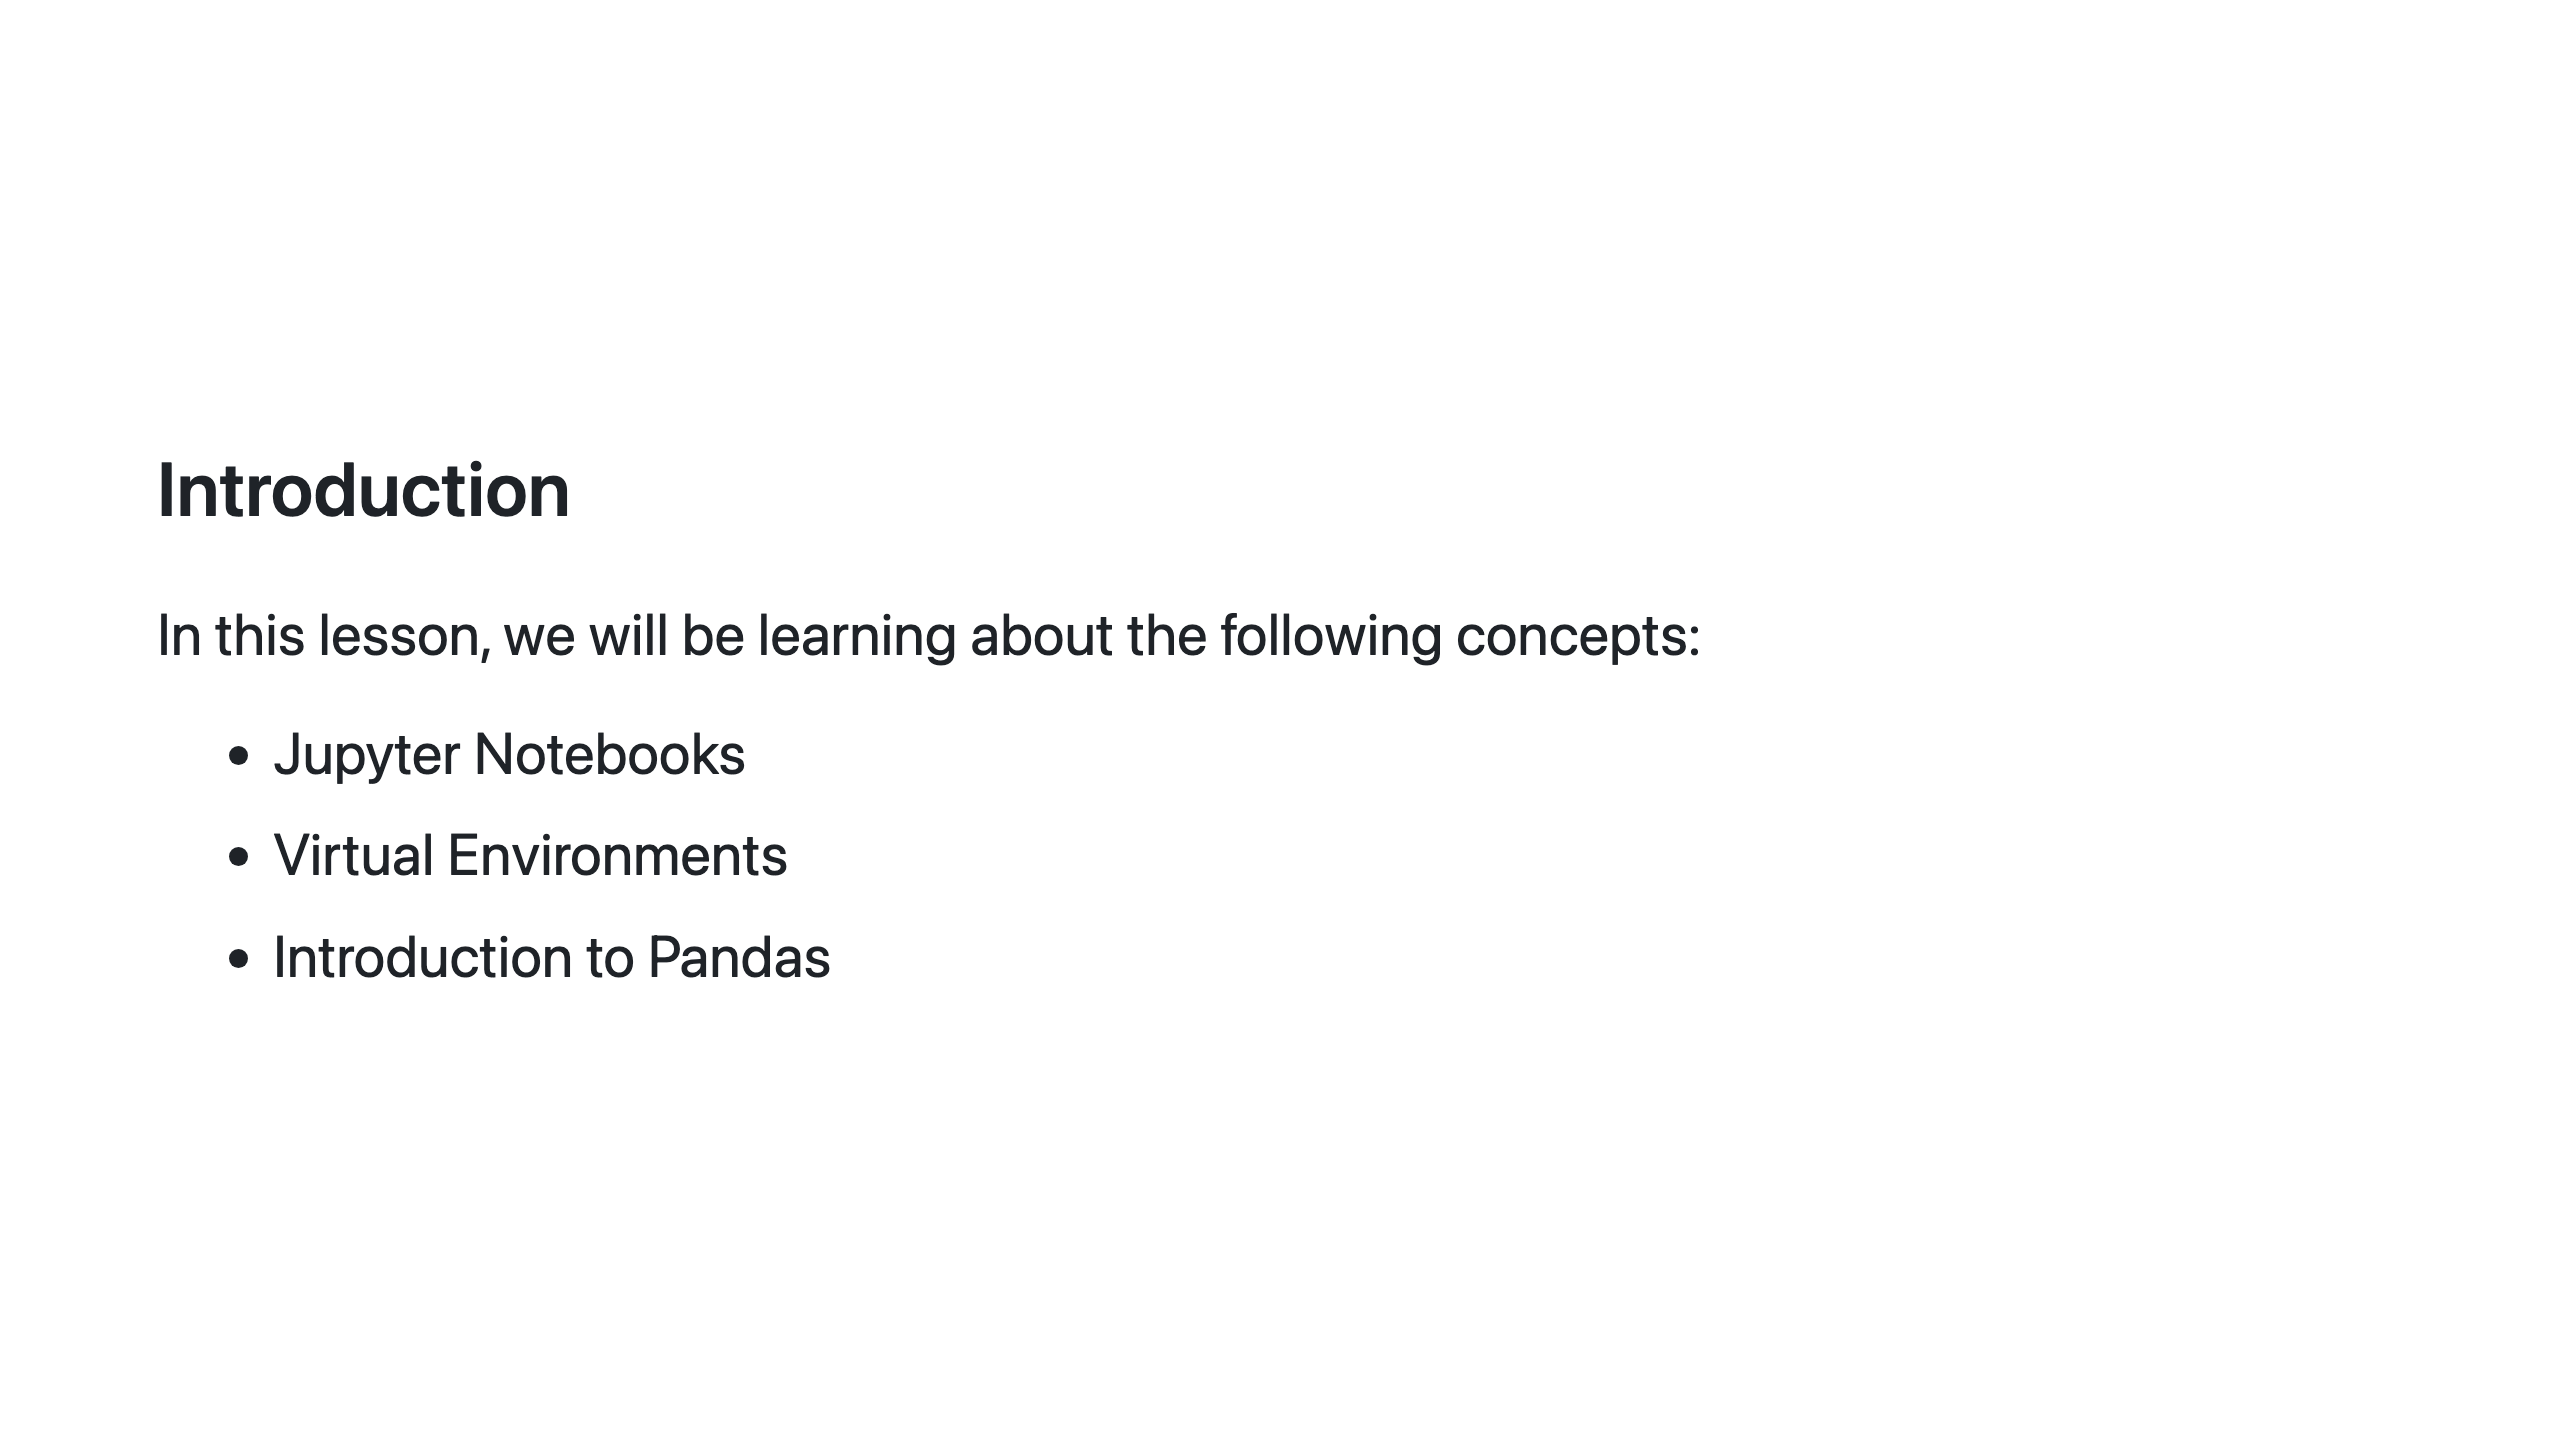 Introduction
In this lesson, we will be learning about the following concepts:
• Jupyter Notebooks
• Virtual Environments
• Introduction to Pandas